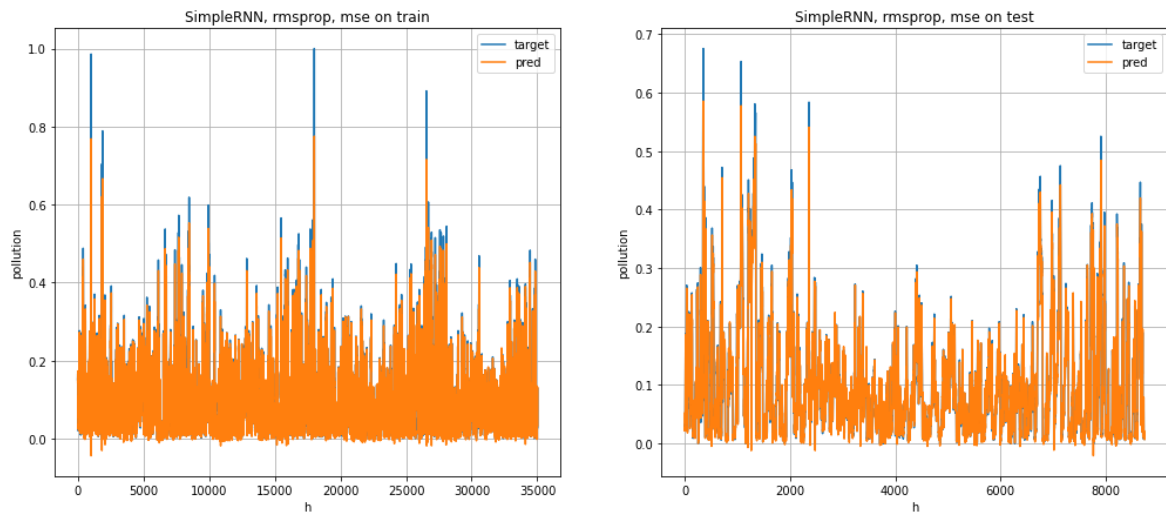 SimpleRNN, rmsprop, mse on train
target
pred
1.0
0.8
0.6
0.4
0.2
0.0
pollution
0 5000 10000 15000 20000 25000 30000 35000
h
SimpleRNN, rmsprop, mse on test
target
pred
0.7
0.6
0.5
0.4
0.3
0.2
0.1
0.0
pollution
0 2000 4000 6000 8000
h